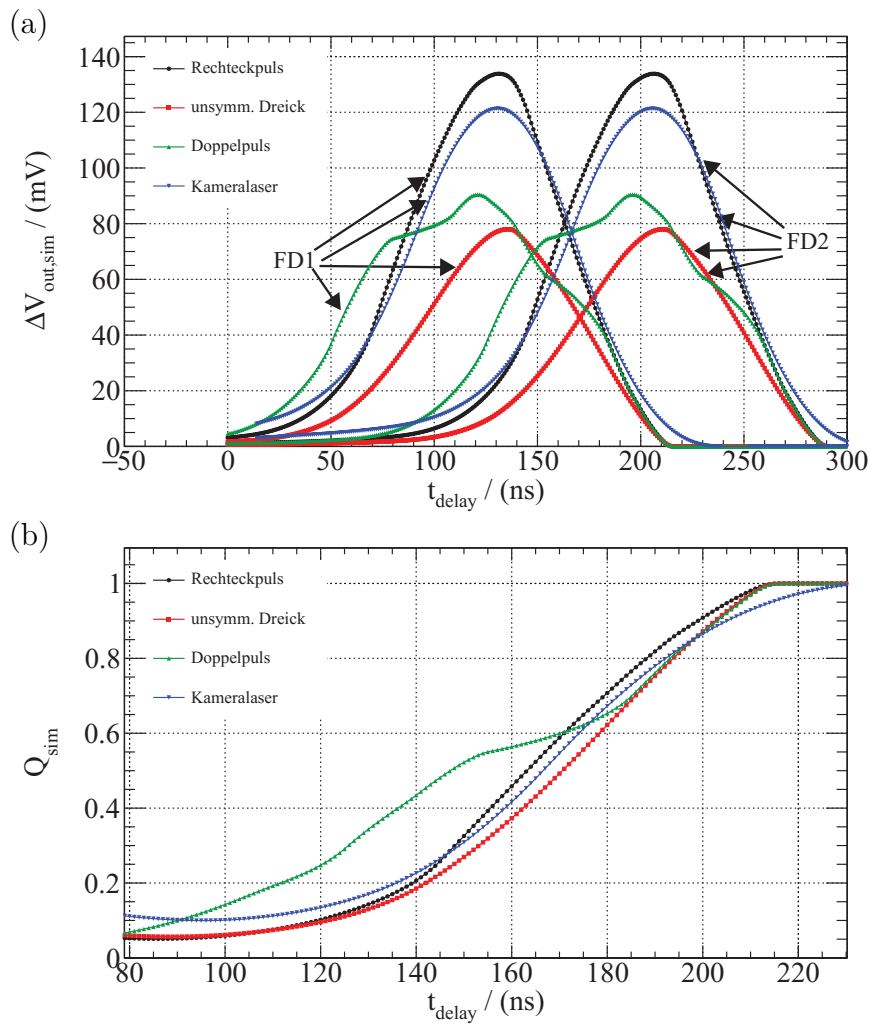 (a)
140
120
100
80
60
40
20
0
ΔV_out,sim / (mV)
Rechteckpuls
unsymm. Dreick
Doppelpuls
Kameralaser
FD1
FD2
−50 0 50 100 150 200 250 300
t_delay / (ns)
(b)
1
0.8
0.6
0.4
0.2
0
Q_sim
Rechteckpuls
unsymm. Dreick
Doppelpuls
Kameralaser
80 100 120 140 160 180 200 220
t_delay / (ns)